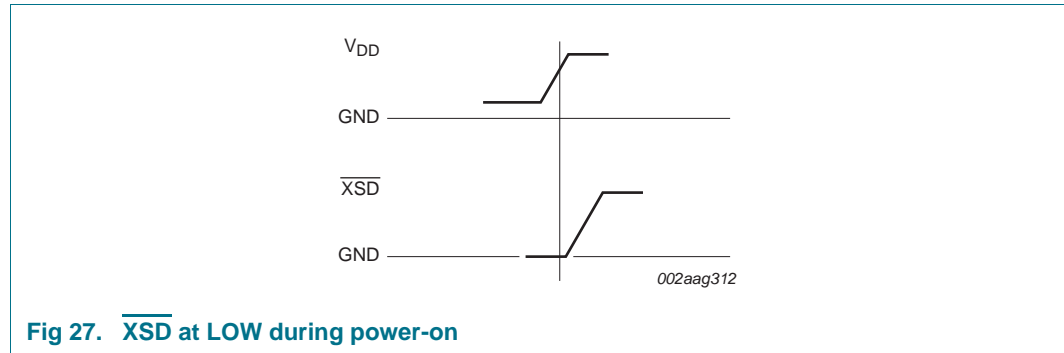 VDD
GND
XSD
GND
002aag312
Fig 27. XSD at LOW during power-on